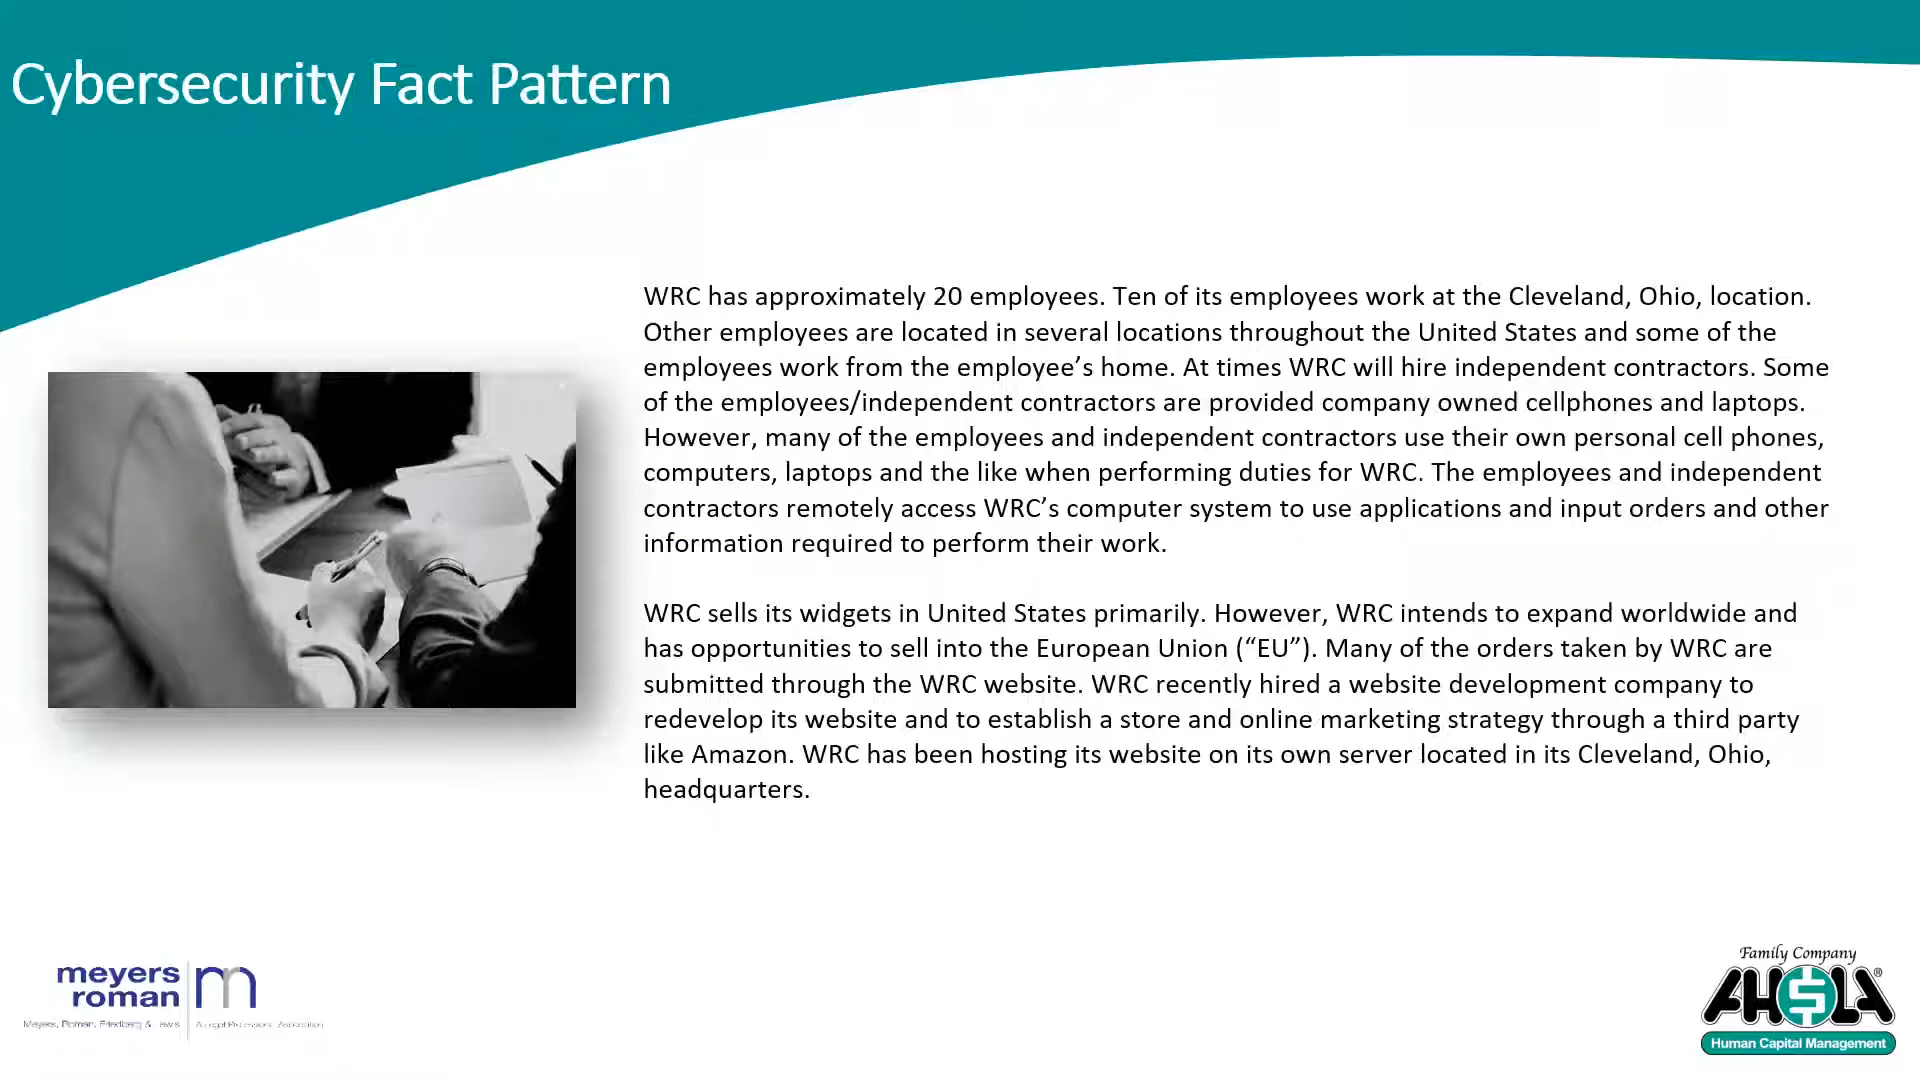 Cybersecurity Fact Pattern
WRC has approximately 20 employees. Ten of its employees work at the Cleveland, Ohio, location.
Other employees are located in several locations throughout the United States and some of the
employees work from the employee’s home. At times WRC will hire independent contractors. Some
of the employees/independent contractors are provided company owned cellphones and laptops.
However, many of the employees and independent contractors use their own personal cell phones,
computers, laptops and the like when performing duties for WRC. The employees and independent
contractors remotely access WRC’s computer system to use applications and input orders and other
information required to perform their work.
WRC sells its widgets in United States primarily. However, WRC intends to expand worldwide and
has opportunities to sell into the European Union (“EU”). Many of the orders taken by WRC are
submitted through the WRC website. WRC recently hired a website development company to
redevelop its website and to establish a store and online marketing strategy through a third party
like Amazon. WRC has been hosting its website on its own server located in its Cleveland, Ohio,
headquarters.
meyers
roman
m
Meyers, Roman, Friedberg & Lewis
Family Company
AHOLA®
Human Capital Management